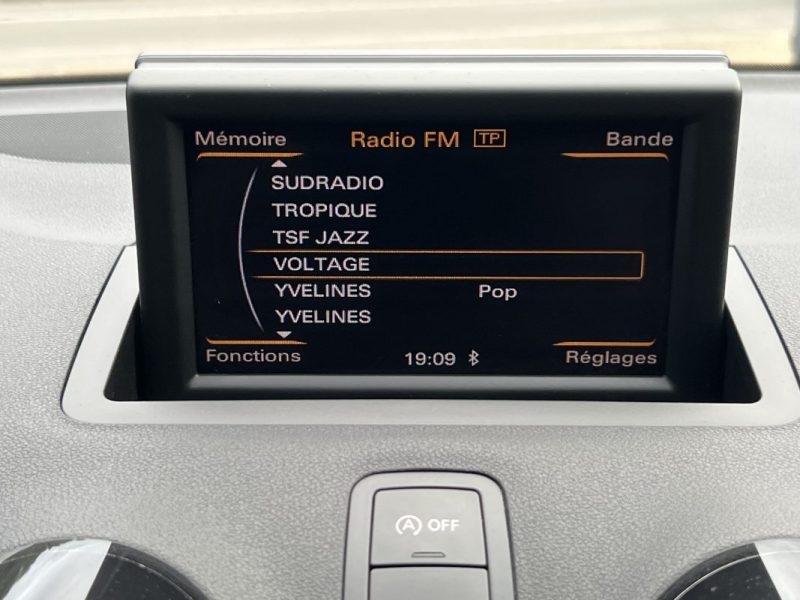 Mémoire Radio FM TP Bande
SUDRADIO
TROPIQUE
TSF JAZZ
VOLTAGE
YVELINES Pop
YVELINES
Fonctions 19:09 Réglages
A OFF